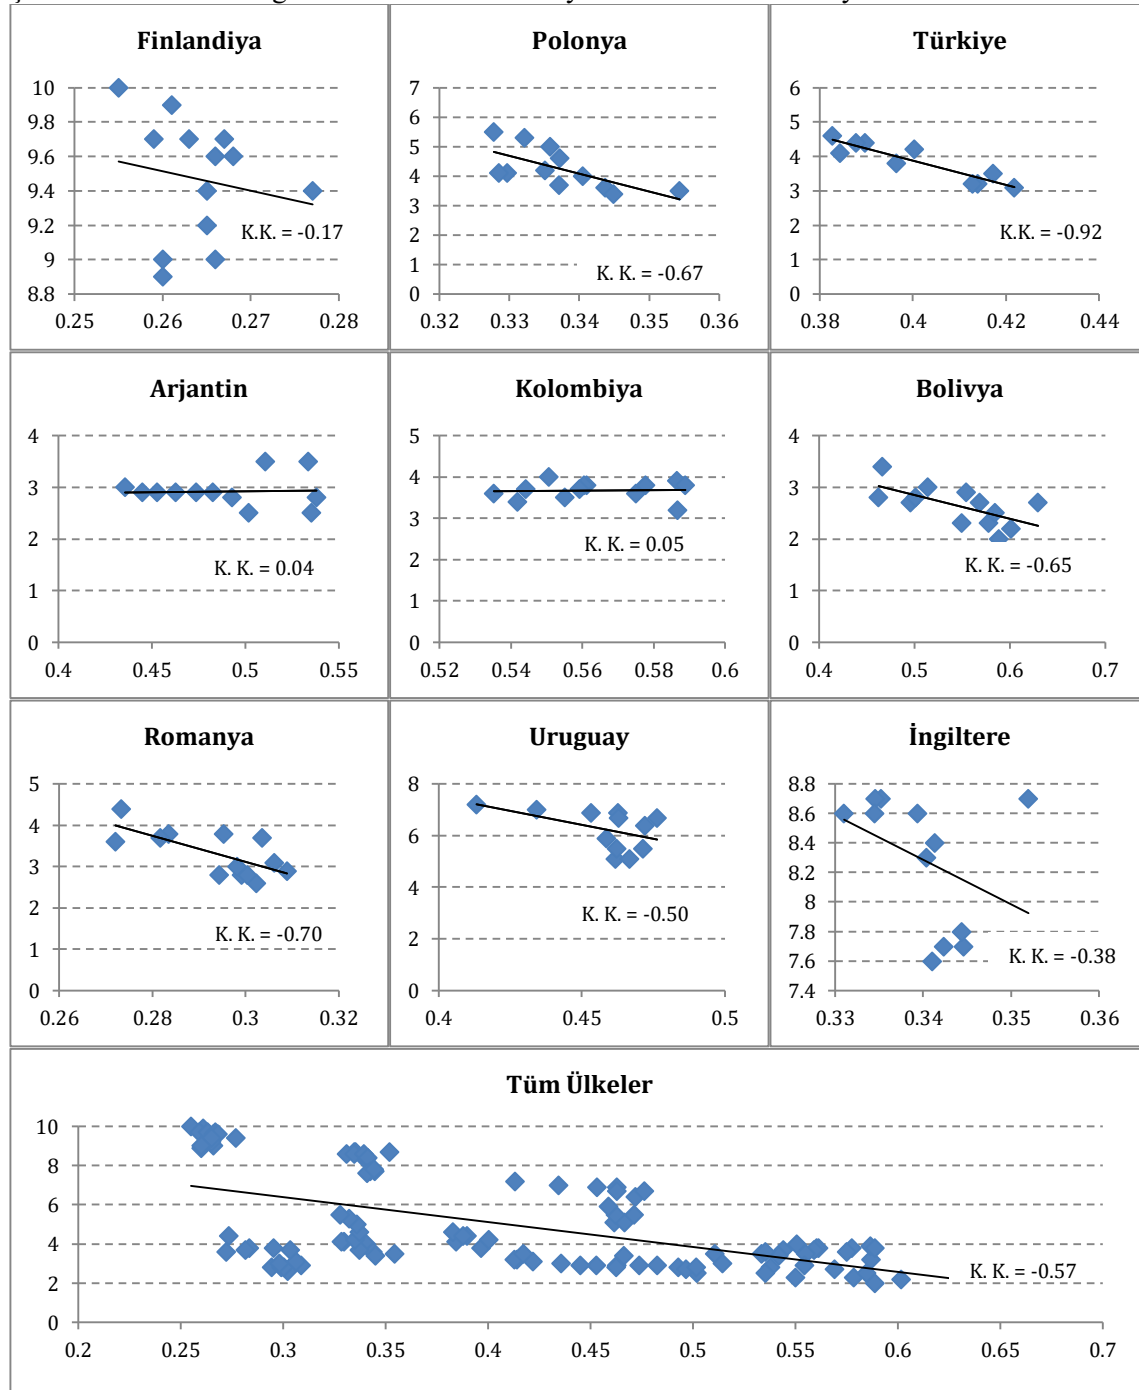 Finlandiya
10
9.8
9.6
9.4
9.2
9
8.8
0.25 0.26 0.27 0.28
K.K. = -0.17
Polonya
7
6
5
4
3
2
1
0
0.32 0.33 0.34 0.35 0.36
K. K. = -0.67
Türkiye
6
5
4
3
2
1
0
0.38 0.4 0.42 0.44
K.K. = -0.92
Arjantin
4
3
2
1
0
0.4 0.45 0.5 0.55
K. K. = 0.04
Kolombiya
5
4
3
2
1
0
0.52 0.54 0.56 0.58 0.6
K. K. = 0.05
Bolivya
4
3
2
1
0
0.4 0.5 0.6 0.7
K. K. = -0.65
Romanya
5
4
3
2
1
0
0.26 0.28 0.3 0.32
K. K. = -0.70
Uruguay
8
6
4
2
0
0.4 0.45 0.5
K. K. = -0.50
İngiltere
8.8
8.6
8.4
8.2
8
7.8
7.6
7.4
0.33 0.34 0.35 0.36
K. K. = -0.38
Tüm Ülkeler
10
8
6
4
2
0
0.2 0.25 0.3 0.35 0.4 0.45 0.5 0.55 0.6 0.65 0.7
K. K. = -0.57